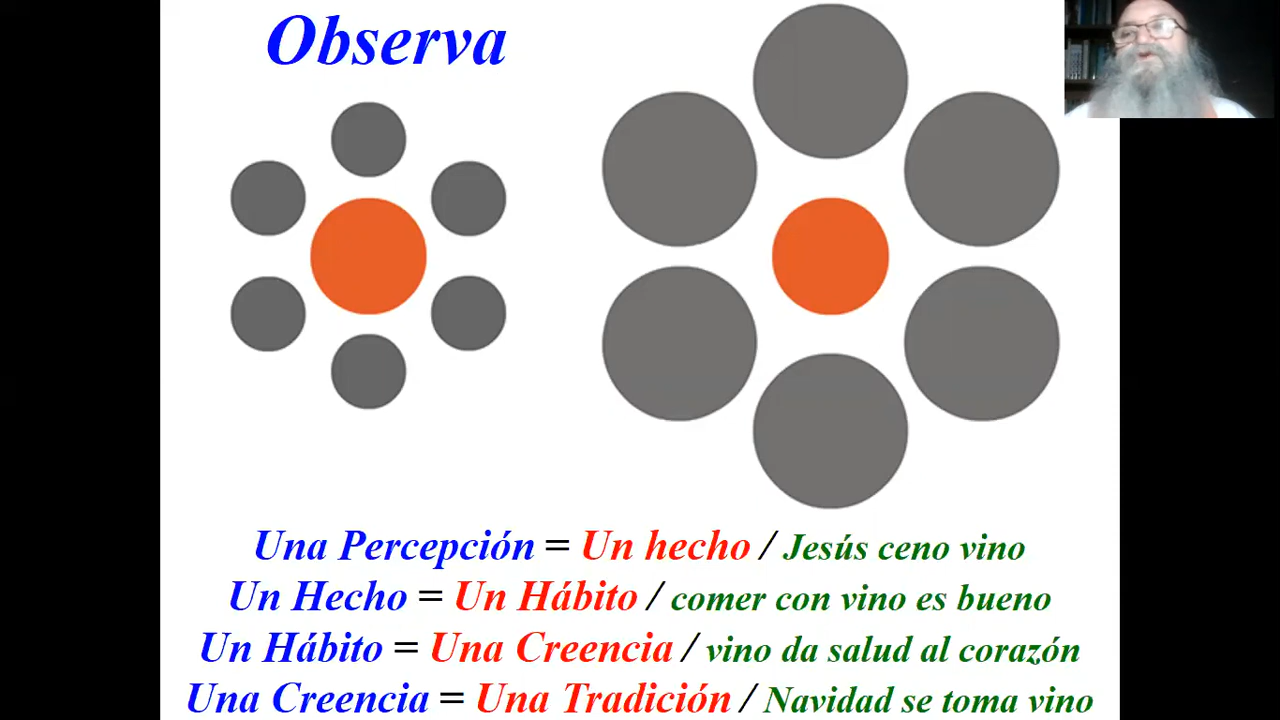 Observa
Una Percepción = Un hecho / Jesús ceno vino
Un Hecho = Un Hábito / comer con vino es bueno
Un Hábito = Una Creencia / vino da salud al corazón
Una Creencia = Una Tradición / Navidad se toma vino